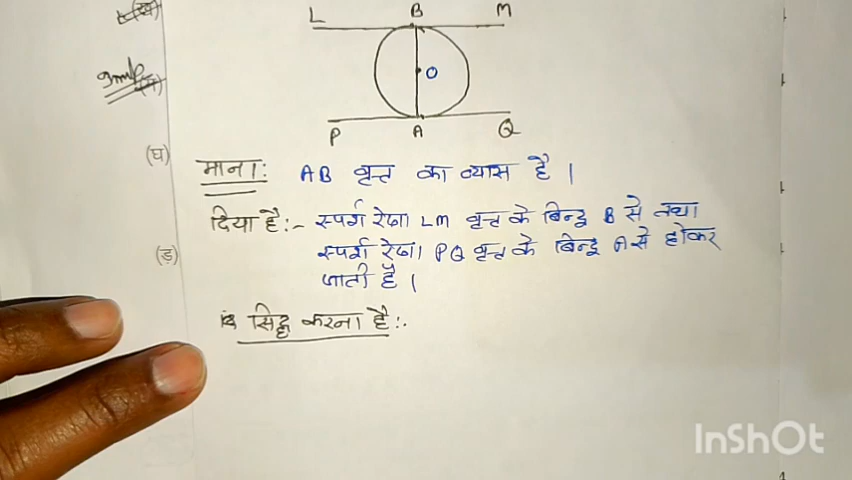 L B M
O
P A Q
(घ)
माना: AB वृत्त का व्यास है।
दिया है:- स्पर्श रेखा LM वृत्त के बिन्दू B से तथा
(ड़)
स्पर्श रेखा PQ वृत्त के बिन्दू A से होकर
जाती है।
सिद्ध करना है:-
InShOt